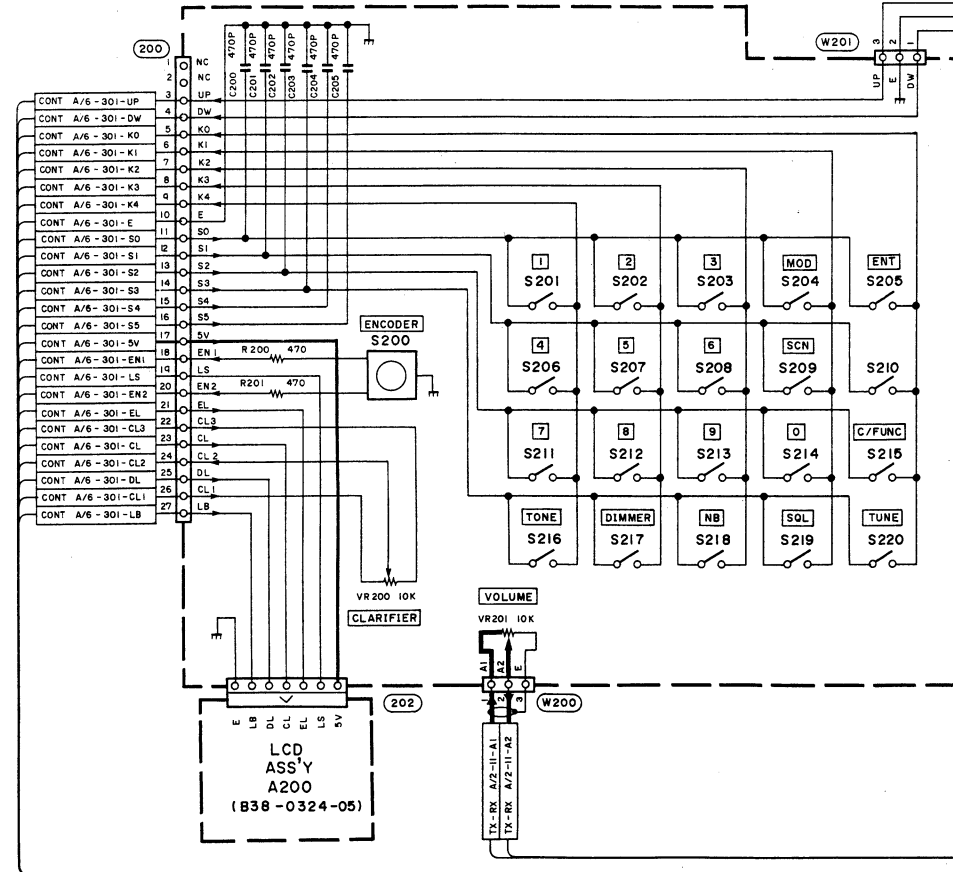 200
W201
3 2 1
UP E DW
470P 470P 470P 470P 470P 470P
C200 C201 C202 C203 C204 C205
1 NC
2 NC
CONT A/6-301-UP 3 UP
CONT A/6-301-DW 4 DW
CONT A/6-301-K0 5 K0
CONT A/6-301-K1 6 K1
CONT A/6-301-K2 7 K2
CONT A/6-301-K3 8 K3
CONT A/6-301-K4 9 K4
CONT A/6-301-E 10 E
CONT A/6-301-S0 11 S0
CONT A/6-301-S1 12 S1
CONT A/6-301-S2 13 S2
CONT A/6-301-S3 14 S3
CONT A/6-301-S4 15 S4
CONT A/6-301-S5 16 S5
CONT A/6-301-5V 17 5V
CONT A/6-301-EN1 18 EN1
CONT A/6-301-LS 19 LS
CONT A/6-301-EN2 20 EN2
CONT A/6-301-EL 21 EL
CONT A/6-301-CL3 22 CL3
CONT A/6-301-CL 23 CL
CONT A/6-301-CL2 24 CL2
CONT A/6-301-DL 25 DL
CONT A/6-301-CL1 26 CL1
CONT A/6-301-LB 27 LB
R200 470
R201 470
ENCODER
S200
1 2 3 MOD ENT
S201 S202 S203 S204 S205
4 5 6 SCN
S206 S207 S208 S209 S210
7 8 9 0 C/FUNC
S211 S212 S213 S214 S215
TONE DIMMER NB SQL TUNE
S216 S217 S218 S219 S220
VR200 10K
CLARIFIER
VOLUME
VR201 10K
A1 A2 E
1 2 3
W200
202
E LB DL CL EL LS 5V
LCD
ASS'Y
A200
(B38-0324-05)
TX-RX A/2-11-A1
TX-RX A/2-11-A2